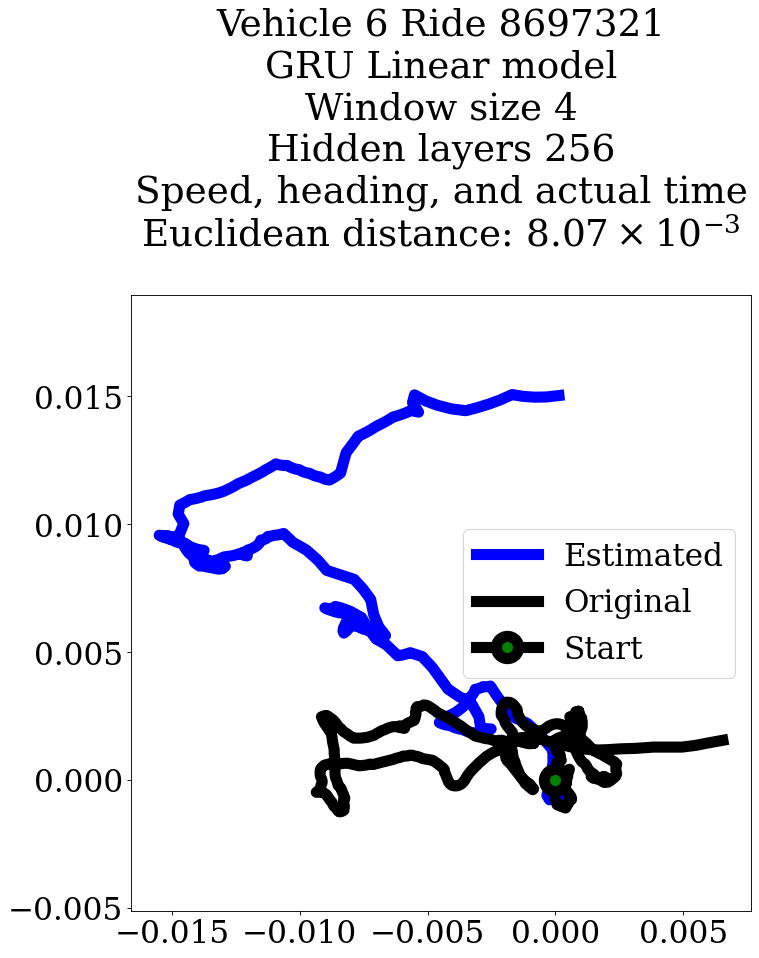 Vehicle 6 Ride 8697321
GRU Linear model
Window size 4
Hidden layers 256
Speed, heading, and actual time
Euclidean distance: 8.07 × 10⁻³
0.015
0.010
0.005
0.000
−0.005
Estimated
Original
Start
−0.015 −0.010 −0.005 0.000 0.005